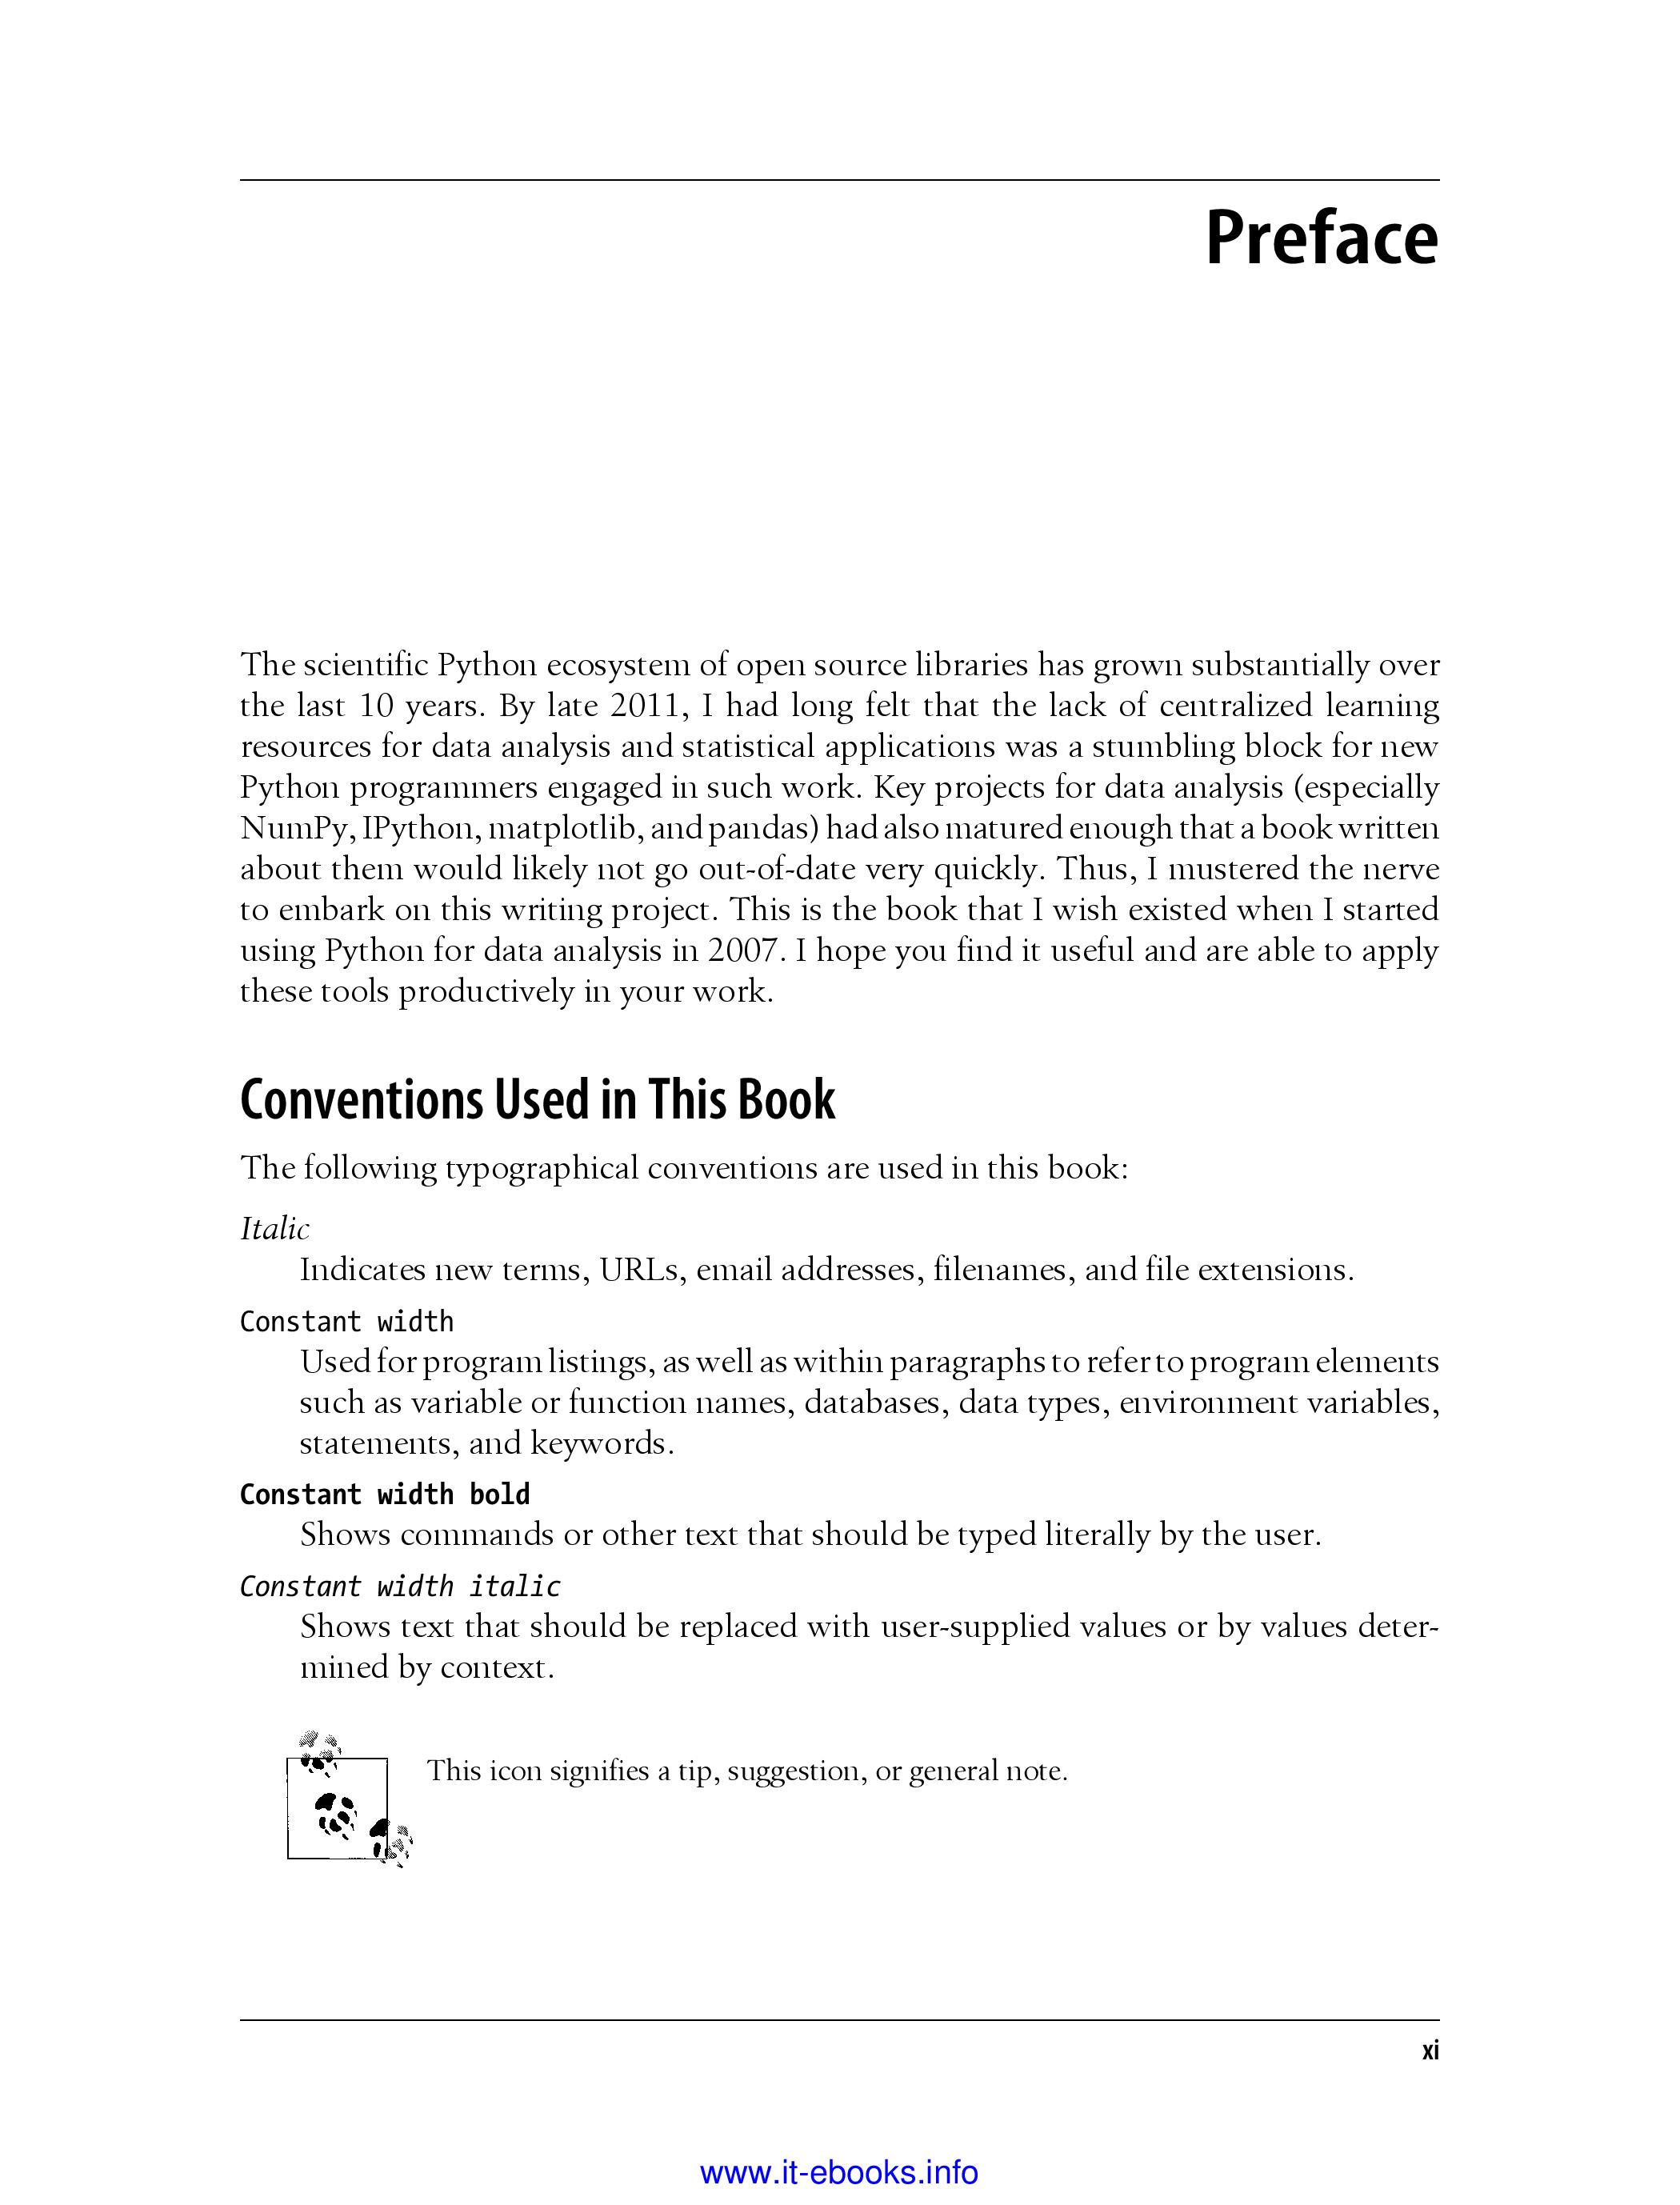 Preface
The scientific Python ecosystem of open source libraries has grown substantially over
the last 10 years. By late 2011, I had long felt that the lack of centralized learning
resources for data analysis and statistical applications was a stumbling block for new
Python programmers engaged in such work. Key projects for data analysis (especially
NumPy, IPython, matplotlib, and pandas) had also matured enough that a book written
about them would likely not go out-of-date very quickly. Thus, I mustered the nerve
to embark on this writing project. This is the book that I wish existed when I started
using Python for data analysis in 2007. I hope you find it useful and are able to apply
these tools productively in your work.
Conventions Used in This Book
The following typographical conventions are used in this book:
Italic
Indicates new terms, URLs, email addresses, filenames, and file extensions.
Constant width
Used for program listings, as well as within paragraphs to refer to program elements
such as variable or function names, databases, data types, environment variables,
statements, and keywords.
Constant width bold
Shows commands or other text that should be typed literally by the user.
Constant width italic
Shows text that should be replaced with user-supplied values or by values deter-
mined by context.
This icon signifies a tip, suggestion, or general note.
xi
www.it-ebooks.info